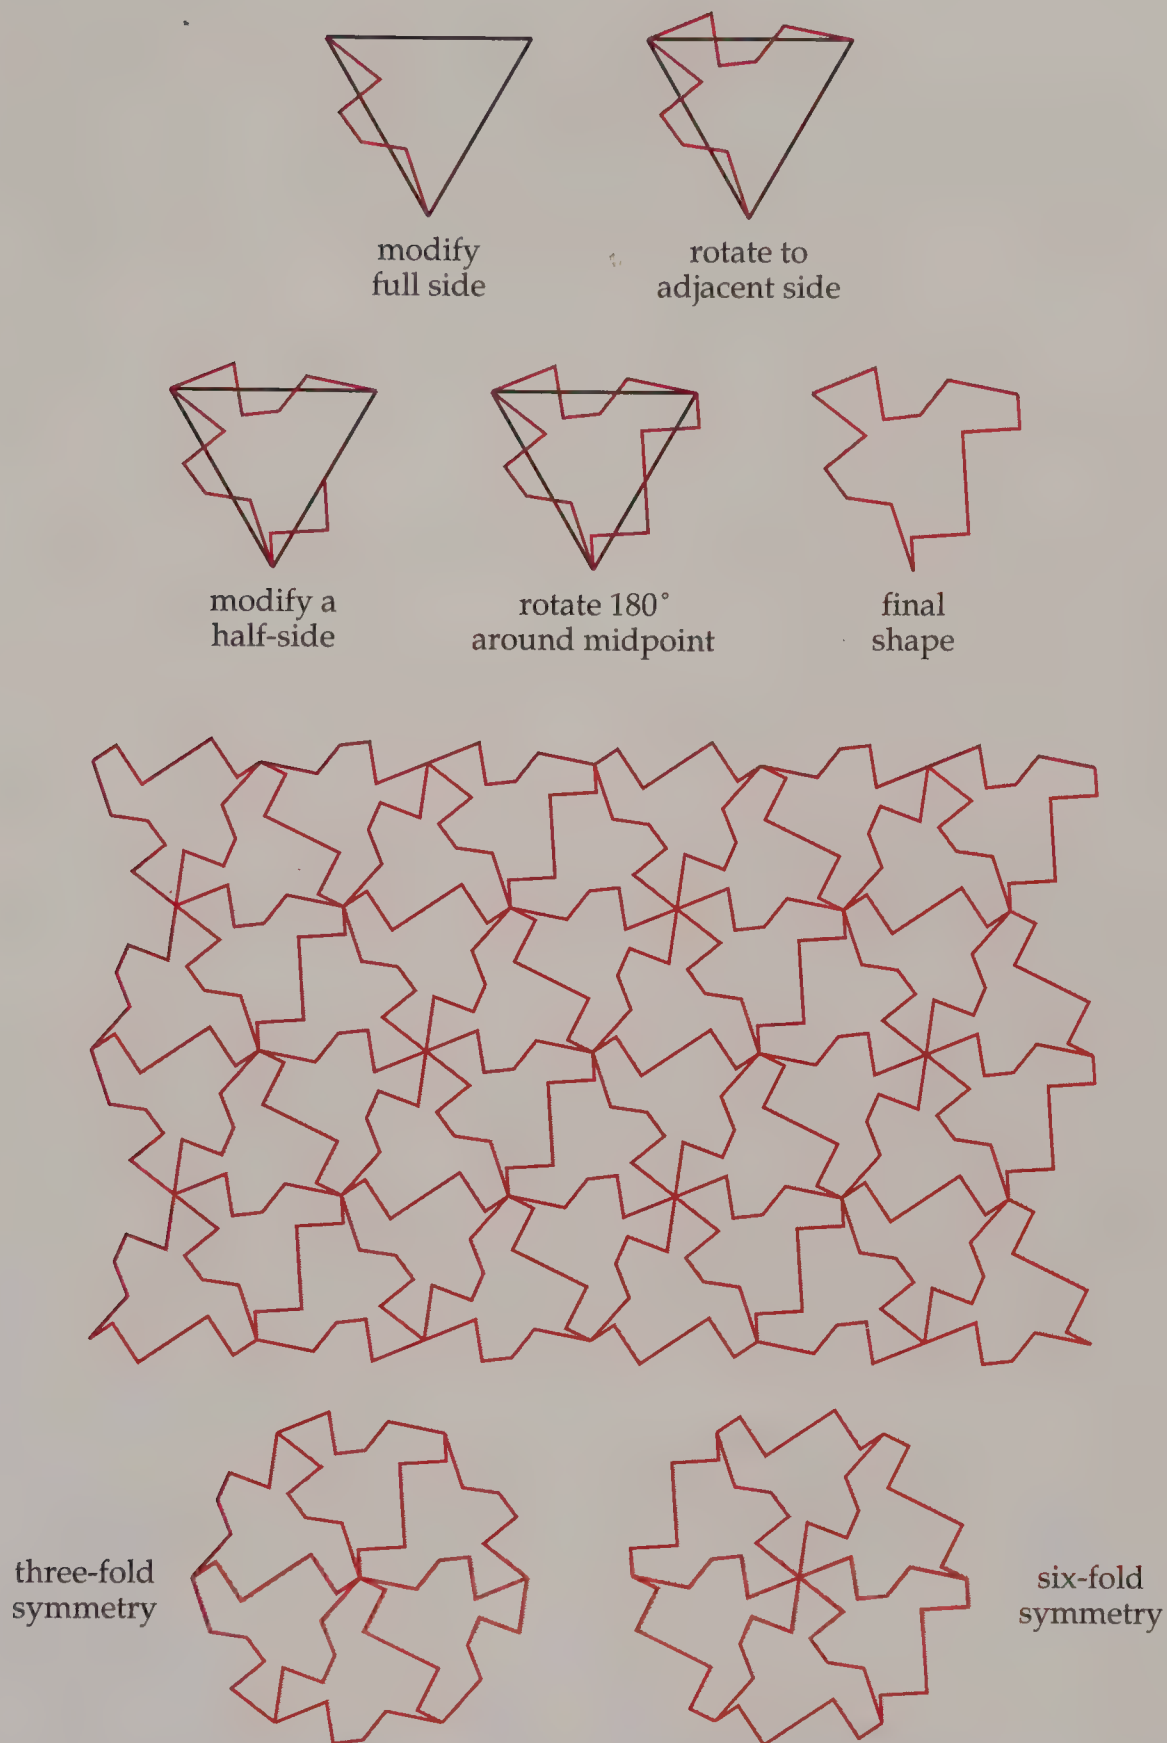 modify
full side
rotate to
adjacent side
modify a
half-side
rotate 180°
around midpoint
final
shape
three-fold
symmetry
six-fold
symmetry